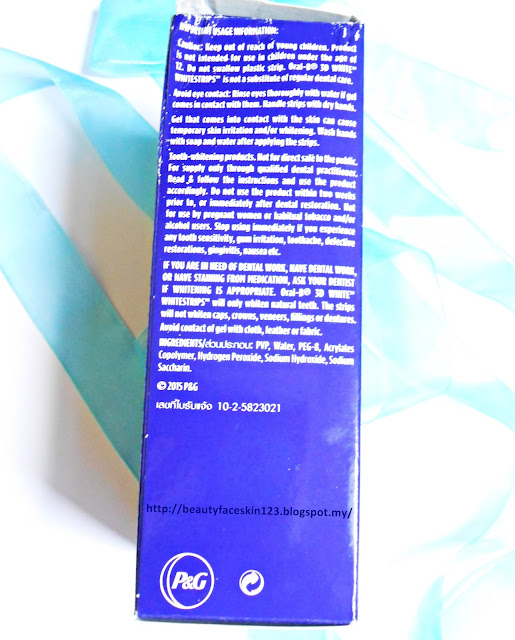 IMPORTANT USAGE INFORMATION:
Caution: Keep out of reach of young children. Product
is not intended for use in children under the age of
12. Do not swallow plastic strip. Oral-B® 3D WHITE™
WHITESTRIPS™ is not a substitute of regular dental care.
Avoid eye contact: Rinse eyes thoroughly with water if gel
comes in contact with them. Handle strips with dry hands.
Gel that comes into contact with the skin can cause
temporary skin irritation and/or whitening. Wash hands
with soap and water after applying the strips.
Tooth-whitening products. Not for direct sale to the public.
For supply only through qualified dental practitioner.
Read & follow the instructions and use the product
accordingly. Do not use the product within two weeks
prior to, or immediately after dental restoration. Not
for use by pregnant women or habitual tobacco and/or
alcohol users. Stop using immediately if you experience
any tooth sensitivity, gum irritation, toothache, defective
restorations, gingivitis, nausea etc.
IF YOU ARE IN NEED OF DENTAL WORK, HAVE DENTAL WORK,
OR HAVE STAINING FROM MEDICATION, ASK YOUR DENTIST
IF WHITENING IS APPROPRIATE. Oral-B® 3D WHITE™
WHITESTRIPS™ will only whiten natural teeth. The strips
will not whiten caps, crowns, veneers, fillings or dentures.
Avoid contact of gel with cloth, leather or fabric.
INGREDIENTS/ส่วนประกอบ: PVP, Water, PEG-8, Acrylates
Copolymer, Hydrogen Peroxide, Sodium Hydroxide, Sodium
Saccharin.
© 2015 P&G
เลขที่ใบรับแจ้ง 10-2-5823021
http://beautyfaceskin123.blogspot.my/
P&G